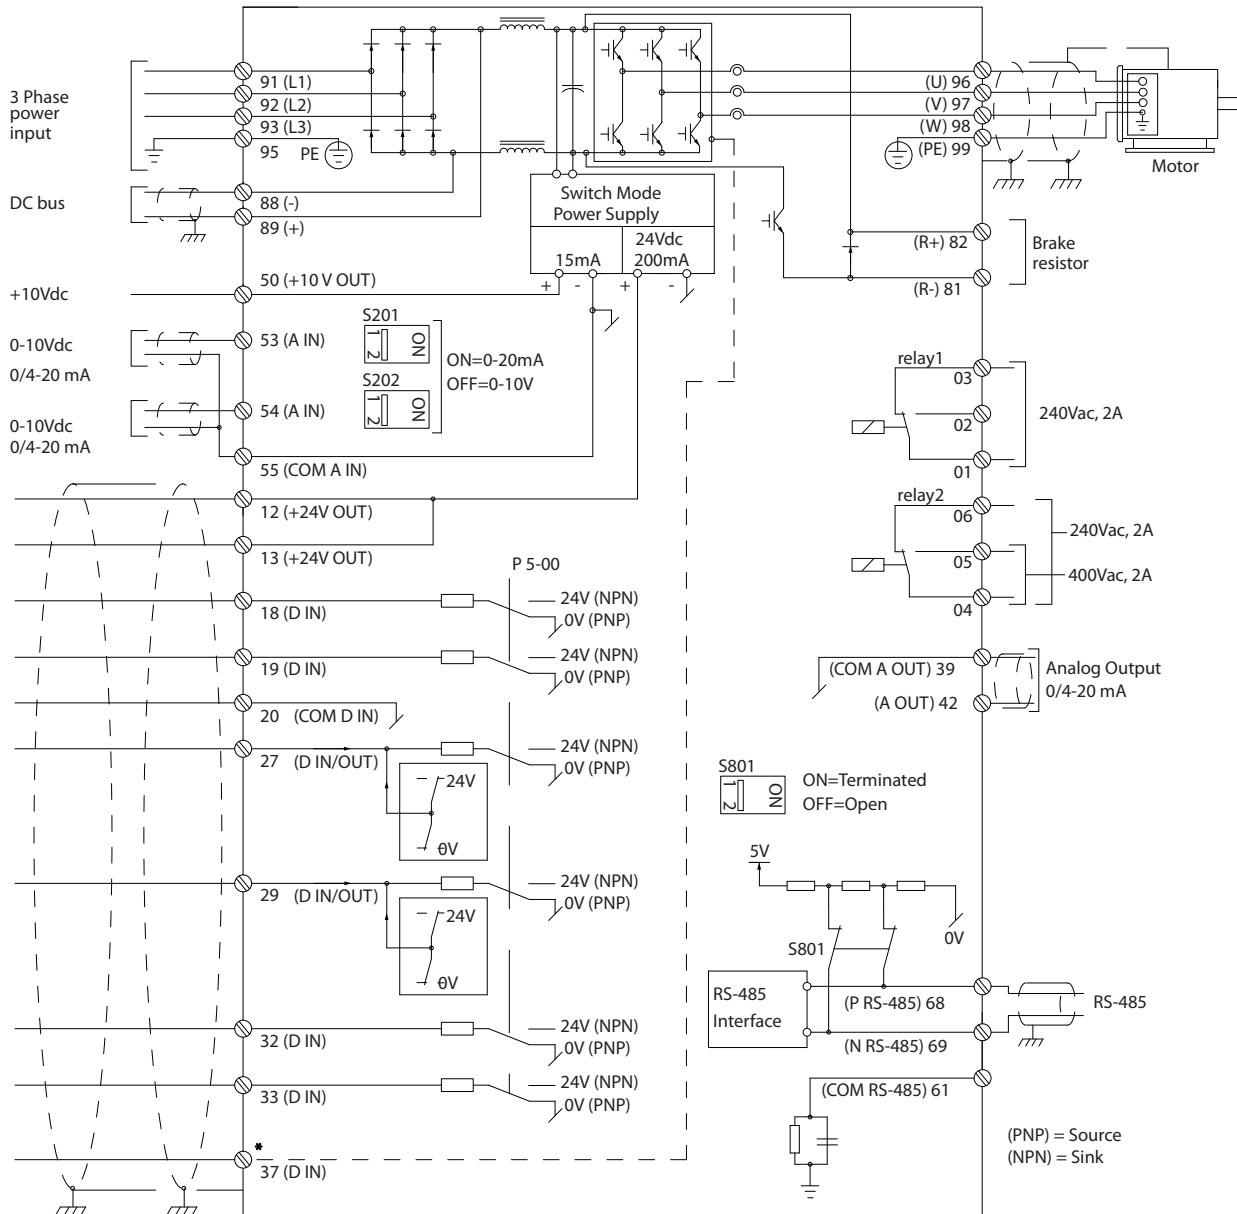 3 Phase
power
input
91 (L1)
92 (L2)
93 (L3)
95 PE
DC bus
88 (-)
89 (+)
+10Vdc
50 (+10 V OUT)
0-10Vdc
0/4-20 mA
53 (A IN)
0-10Vdc
0/4-20 mA
54 (A IN)
55 (COM A IN)
12 (+24V OUT)
13 (+24V OUT)
18 (D IN)
19 (D IN)
20 (COM D IN)
27 (D IN/OUT)
24V
0V
29 (D IN/OUT)
24V
0V
32 (D IN)
33 (D IN)
*
37 (D IN)
S201
1 2 ON
S202
1 2 ON
ON=0-20mA
OFF=0-10V
P 5-00
24V (NPN)
0V (PNP)
24V (NPN)
0V (PNP)
24V (NPN)
0V (PNP)
24V (NPN)
0V (PNP)
24V (NPN)
0V (PNP)
24V (NPN)
0V (PNP)
Switch Mode
Power Supply
24Vdc
15mA 200mA
+ - + -
(U) 96
(V) 97
(W) 98
(PE) 99
Motor
(R+) 82
(R-) 81
Brake
resistor
relay1
03
02
01
240Vac, 2A
relay2
06
05
04
240Vac, 2A
400Vac, 2A
(COM A OUT) 39
(A OUT) 42
Analog Output
0/4-20 mA
S801
1 2 ON
ON=Terminated
OFF=Open
5V
0V
S801
RS-485
Interface
(P RS-485) 68
(N RS-485) 69
RS-485
(COM RS-485) 61
(PNP) = Source
(NPN) = Sink